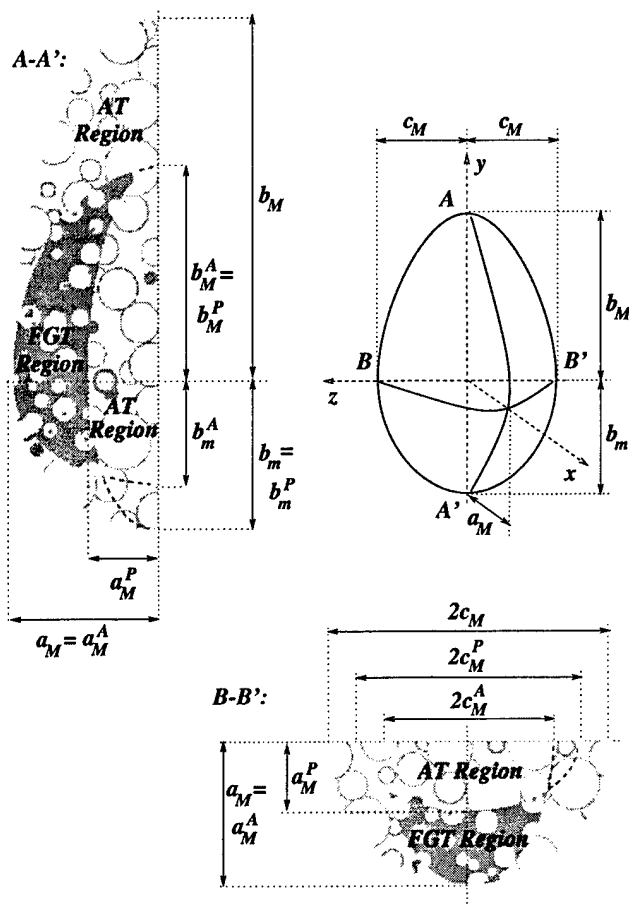 A-A':
AT
Region
b_M
b_M^A =
b_M^P
FGT
Region
AT
Region
b_m^A
b_m =
b_m^P
a_M^P
a_M = a_M^A
c_M c_M
y
A
b_M
B B'
z
b_m
x
A'
a_M
B-B':
2c_M
2c_M^P
2c_M^A
a_M =
a_M^A
a_M^P
AT Region
FGT Region